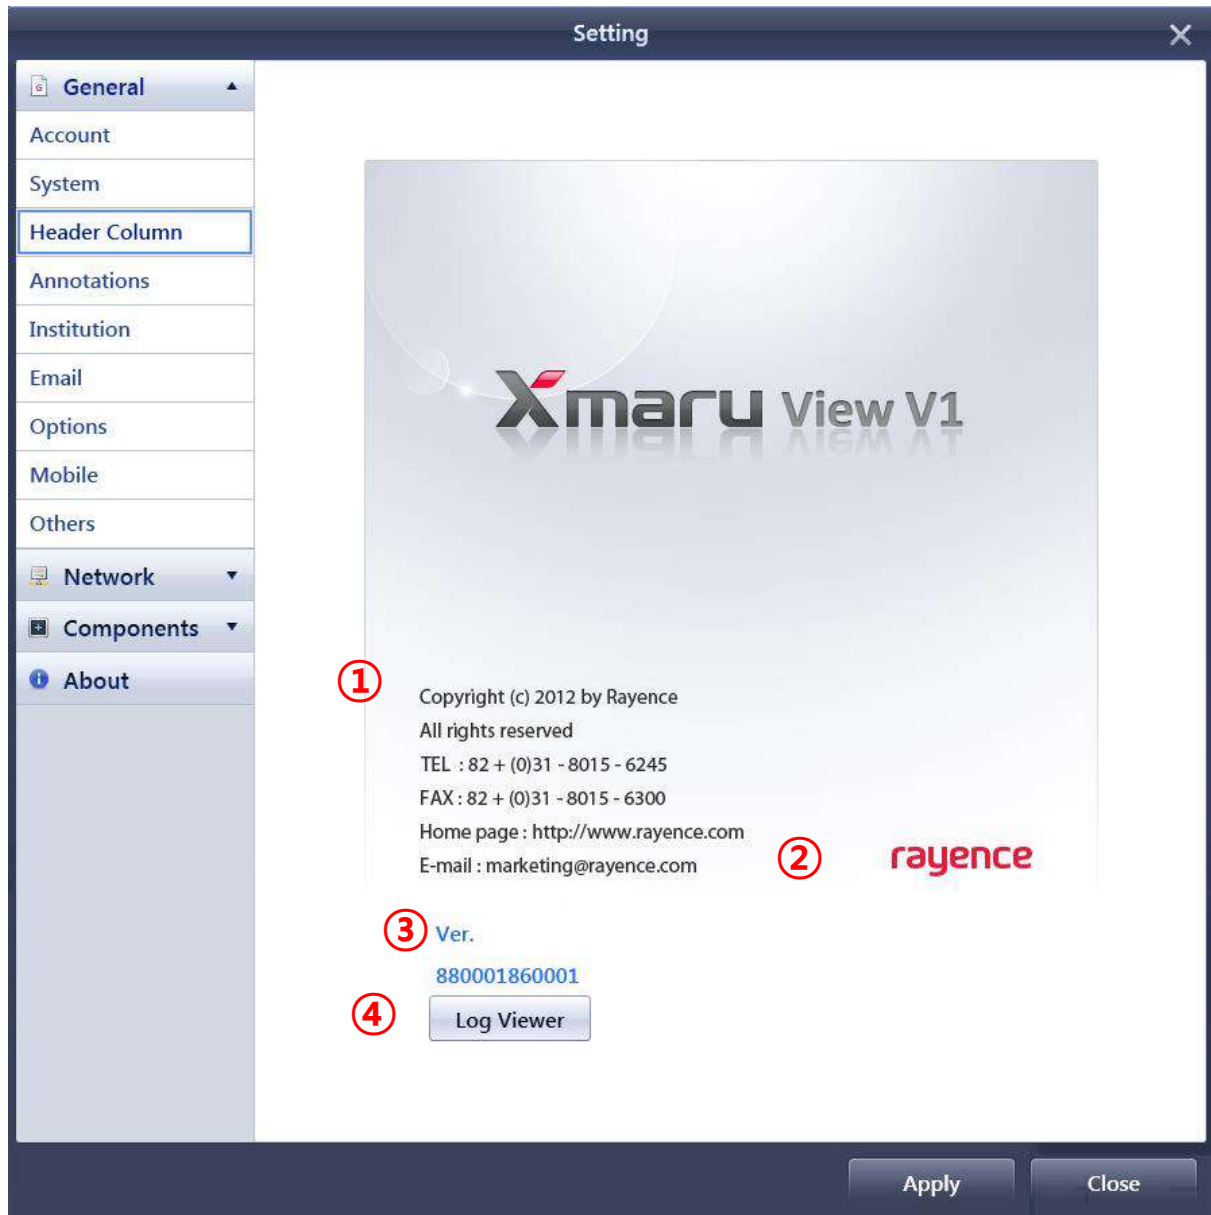 Setting
General
Account
System
Header Column
Annotations
Institution
Email
Options
Mobile
Others
Network
Components
About
Xmaru View V1
①
Copyright (c) 2012 by Rayence
All rights reserved
TEL : 82 + (0)31 - 8015 - 6245
FAX : 82 + (0)31 - 8015 - 6300
Home page : http://www.rayence.com
E-mail : marketing@rayence.com
② rayence
③ Ver.
880001860001
④ Log Viewer
Apply Close